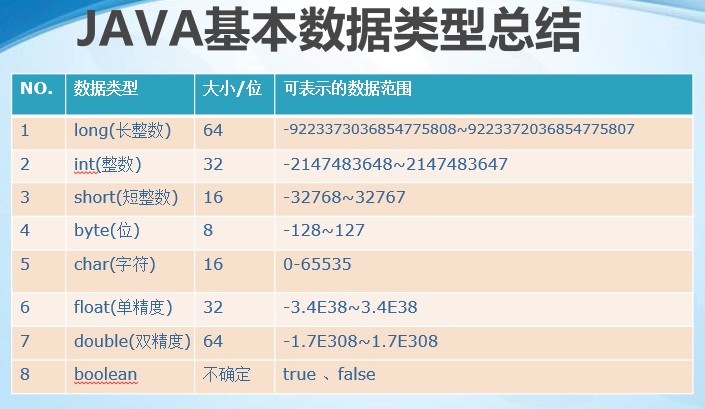 JAVA基本数据类型总结
NO. 数据类型 大小/位 可表示的数据范围
1 long(长整数) 64 -9223373036854775808~9223372036854775807
2 int(整数) 32 -2147483648~2147483647
3 short(短整数) 16 -32768~32767
4 byte(位) 8 -128~127
5 char(字符) 16 0-65535
6 float(单精度) 32 -3.4E38~3.4E38
7 double(双精度) 64 -1.7E308~1.7E308
8 boolean 不确定 true 、false